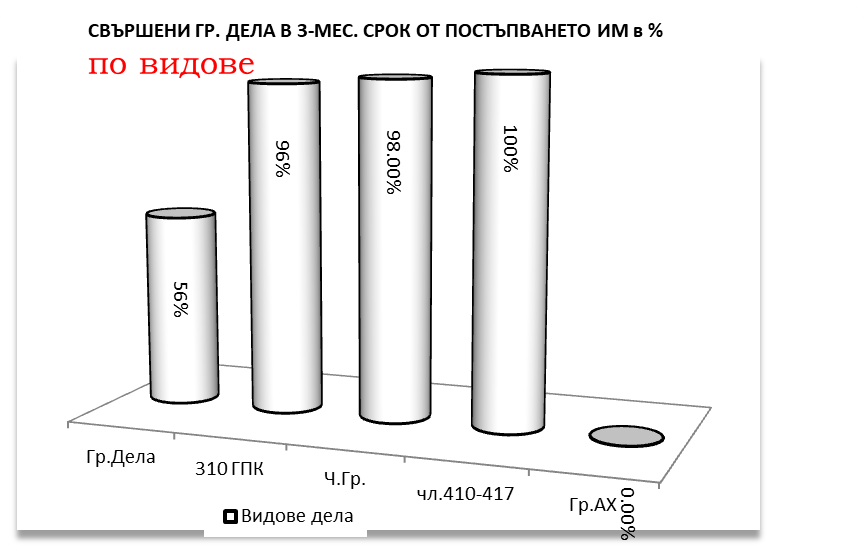 СВЪРШЕНИ ГР. ДЕЛА В 3-МЕС. СРОК ОТ ПОСТЪПВАНЕТО ИМ в %
по видове
56%
96%
98.00%
100%
0.00%
Гр.Дела
310 ГПК
Ч.Гр.
чл.410-417
Гр.АХ
Видове дела